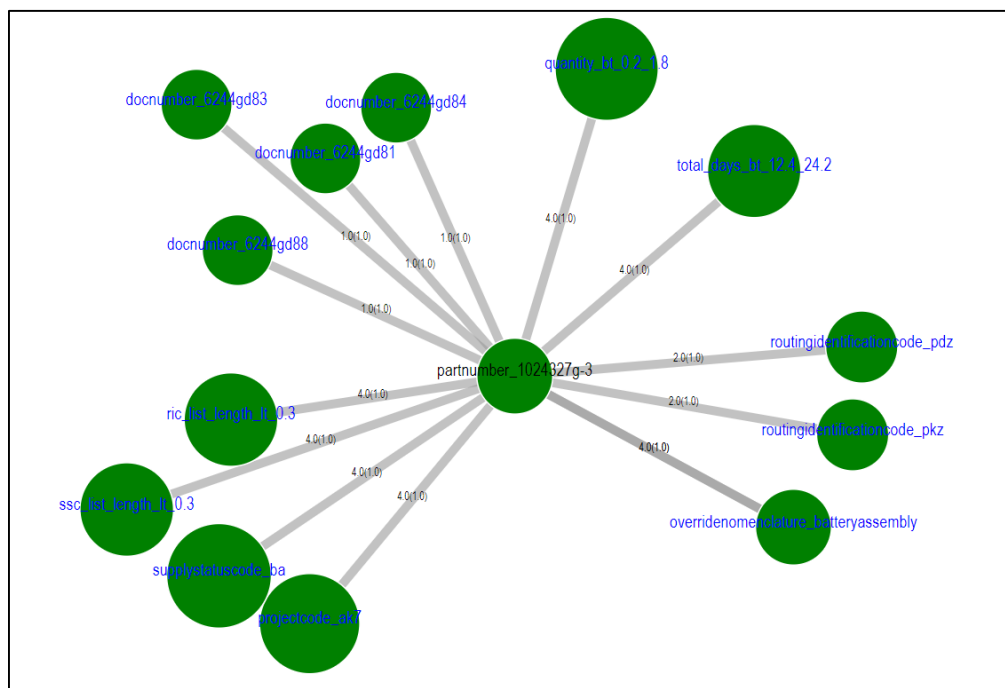 quantity_bt_0.2_1.8
docnumber_6244gd83
docnumber_6244gd84
docnumber_6244gd81
total_days_bt_12.4_24.2
4.0(1.0)
docnumber_6244gd88
1.0(1.0)
1.0(1.0)
1.0(1.0)
4.0(1.0)
1.0(1.0)
routingidentificationcode_pdz
2.0(1.0)
partnumber_1024327g-3
4.0(1.0)
2.0(1.0)
ric_list_length_lt_0.3
routingidentificationcode_pkz
4.0(1.0)
4.0(1.0)
4.0(1.0)
4.0(1.0)
ssc_list_length_lt_0.3
overridenomenclature_batteryassembly
supplystatuscode_ba
projectcode_ak7